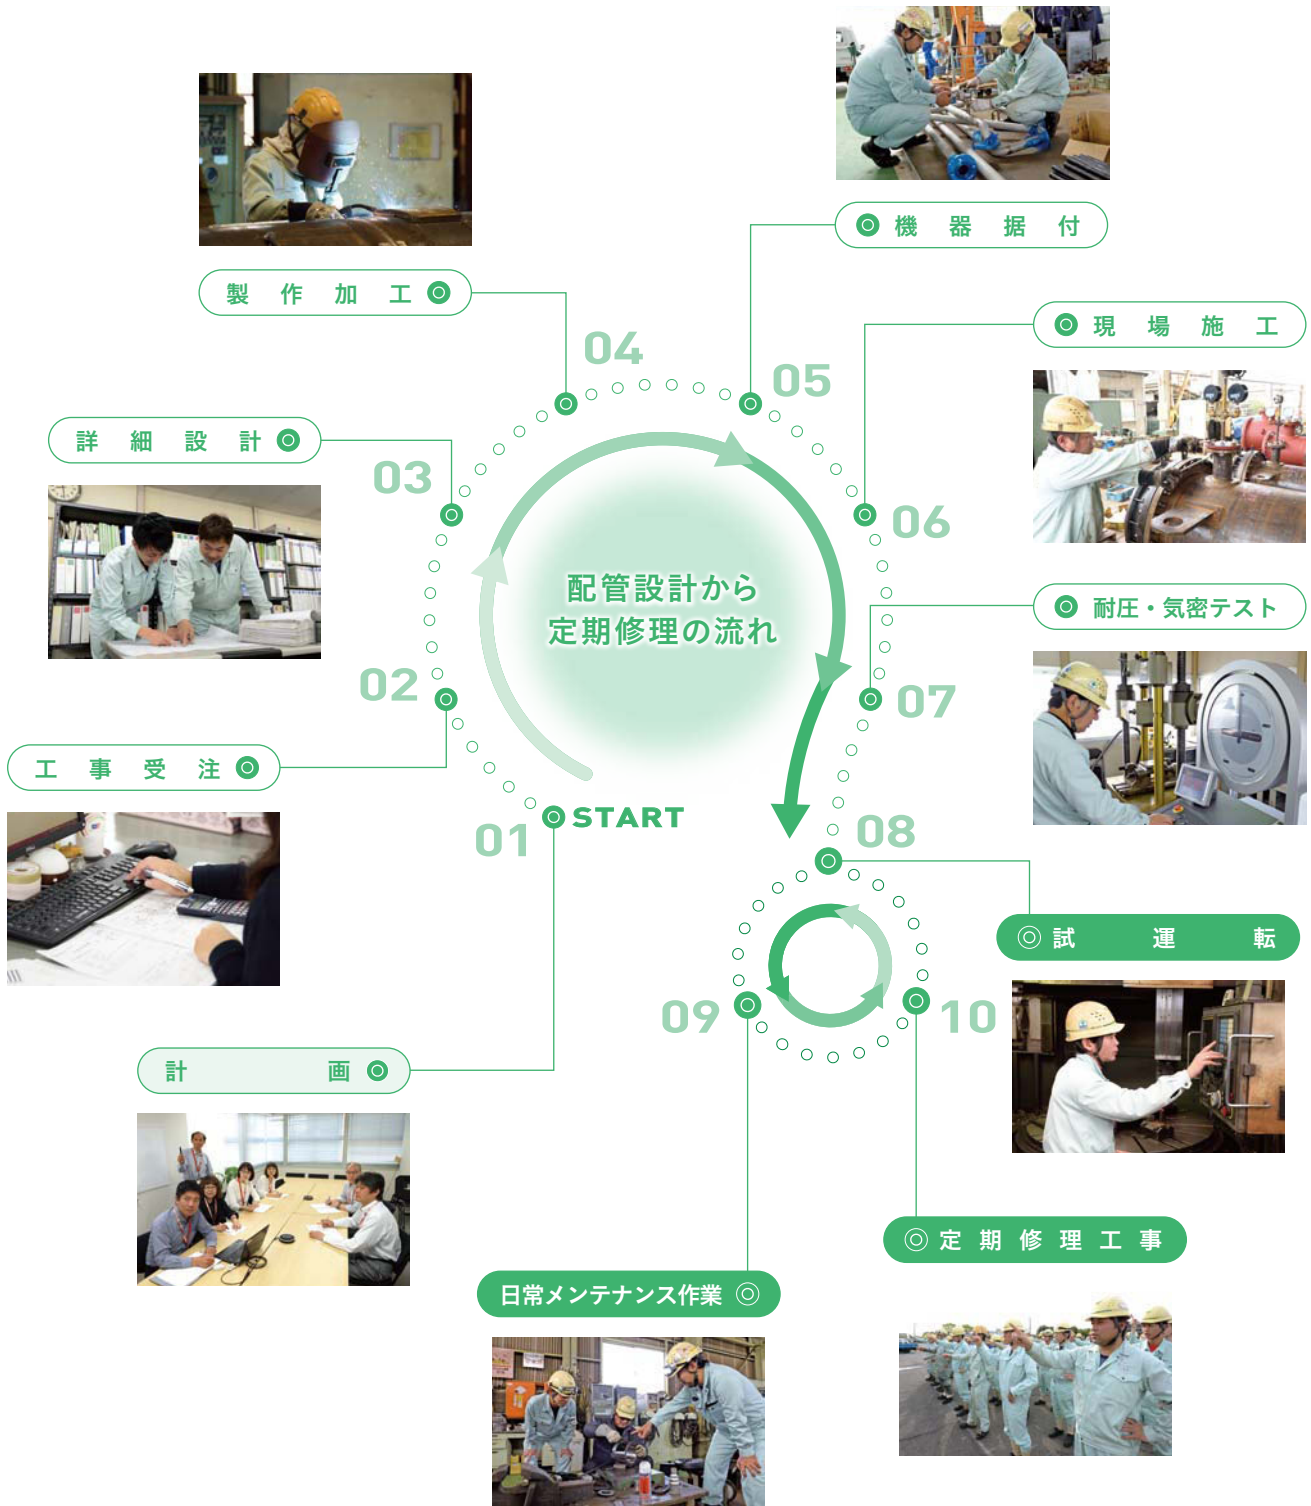 配管設計から
定期修理の流れ
START
01
計画
02
工事受注
03
詳細設計
04
製作加工
05
機器据付
06
現場施工
07
耐圧・気密テスト
08
試運転
09
日常メンテナンス作業
10
定期修理工事